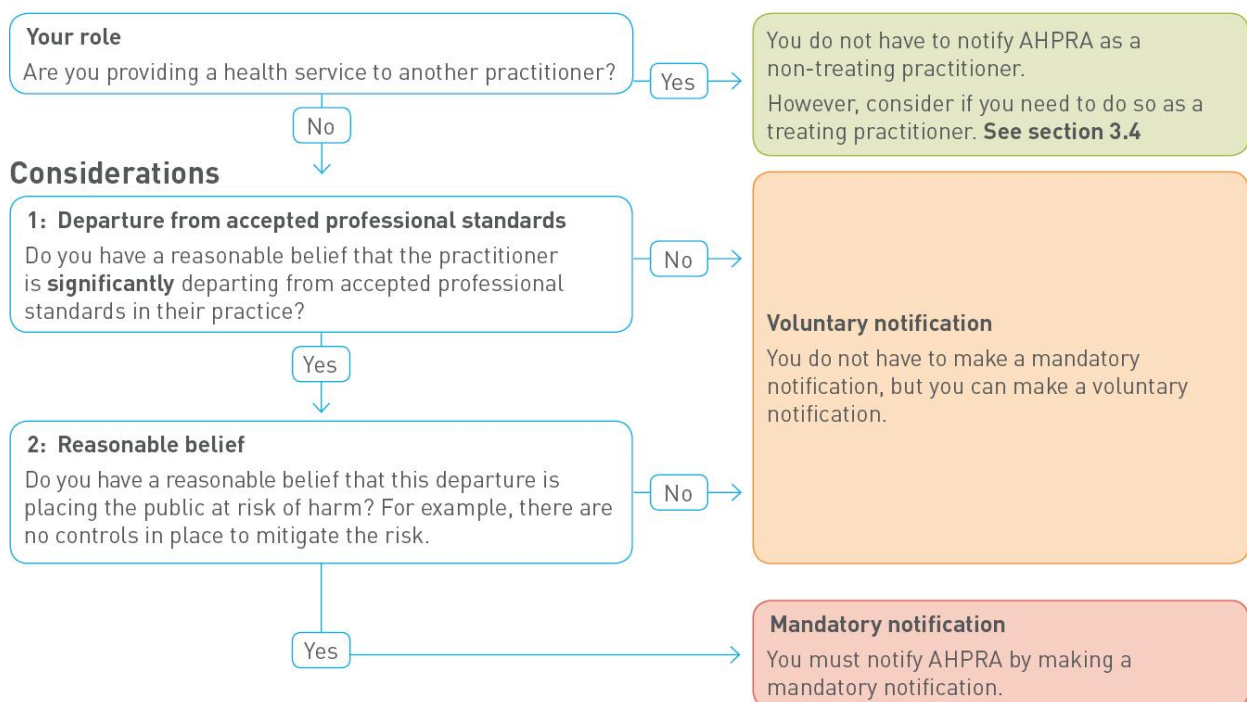 Your role
Are you providing a health service to another practitioner?
Yes
You do not have to notify AHPRA as a
non-treating practitioner.
However, consider if you need to do so as a
treating practitioner. See section 3.4
No
Considerations
1: Departure from accepted professional standards
Do you have a reasonable belief that the practitioner
is significantly departing from accepted professional
standards in their practice?
No
Voluntary notification
You do not have to make a mandatory
notification, but you can make a voluntary
notification.
Yes
2: Reasonable belief
Do you have a reasonable belief that this departure is
placing the public at risk of harm? For example, there are
no controls in place to mitigate the risk.
No
Yes
Mandatory notification
You must notify AHPRA by making a
mandatory notification.